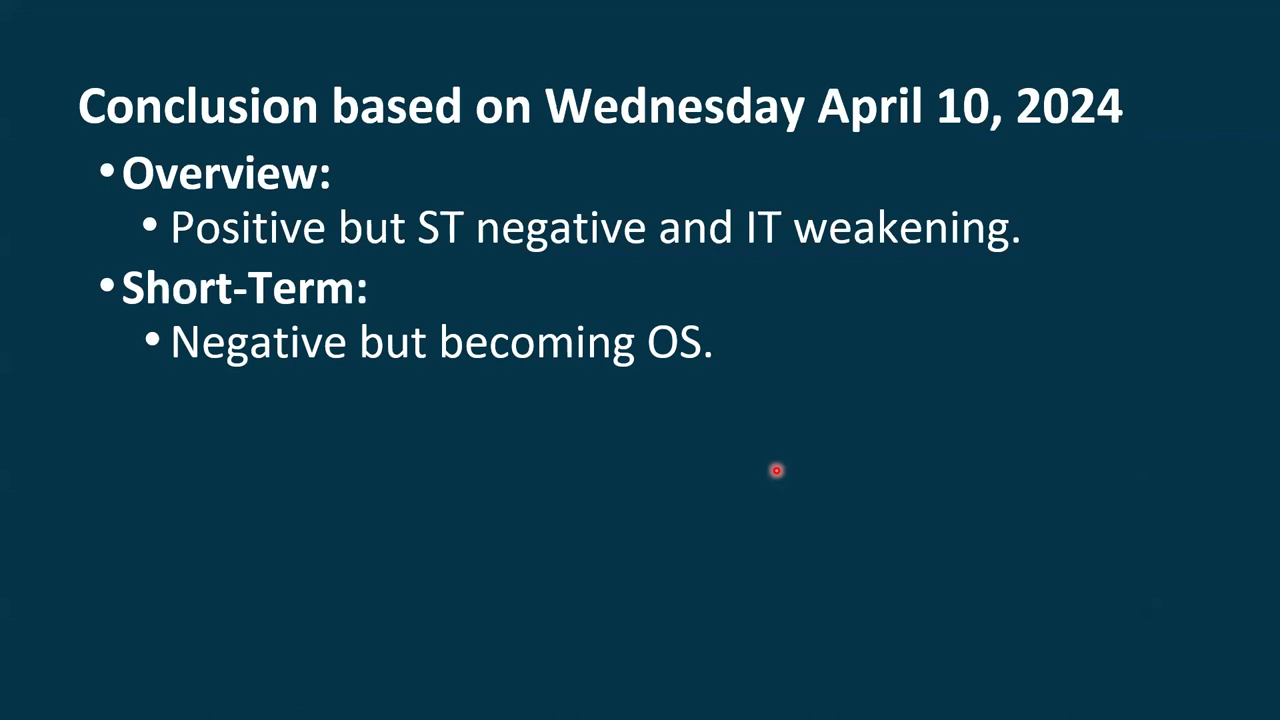 Conclusion based on Wednesday April 10, 2024
• Overview:
• Positive but ST negative and IT weakening.
• Short-Term:
• Negative but becoming OS.